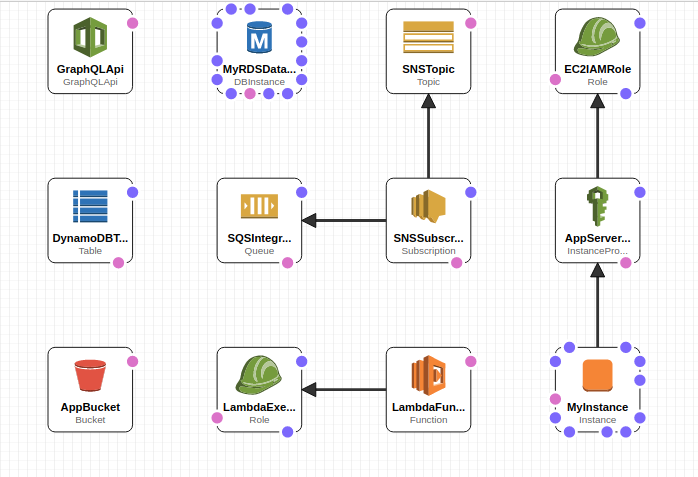 GraphQLApi
GraphQLApi
MyRDSData...
DBInstance
SNSTopic
Topic
EC2IAMRole
Role
DynamoDBT...
Table
SQSIntegr...
Queue
SNSSubscr...
Subscription
AppServer...
InstancePro...
AppBucket
Bucket
LambdaExe...
Role
LambdaFun...
Function
MyInstance
Instance
M